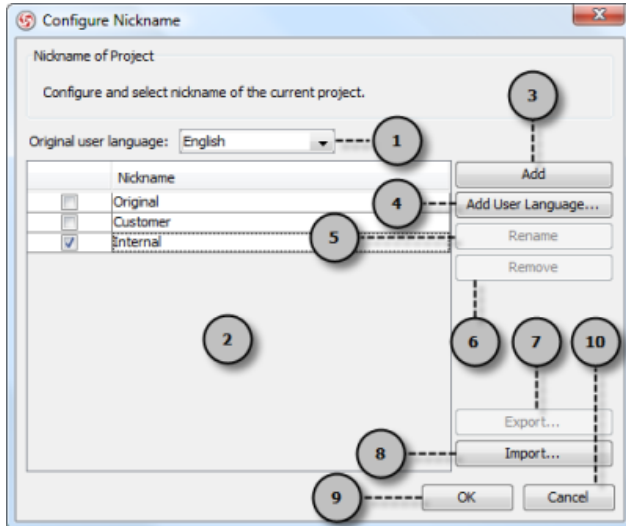 Configure Nickname
Nickname of Project
Configure and select nickname of the current project.
3
Original user language: English
1
Nickname
Add
Original
4
Add User Language...
Customer
5
Rename
Internal
Remove
2
6
7
10
Export...
8
Import...
9
OK
Cancel